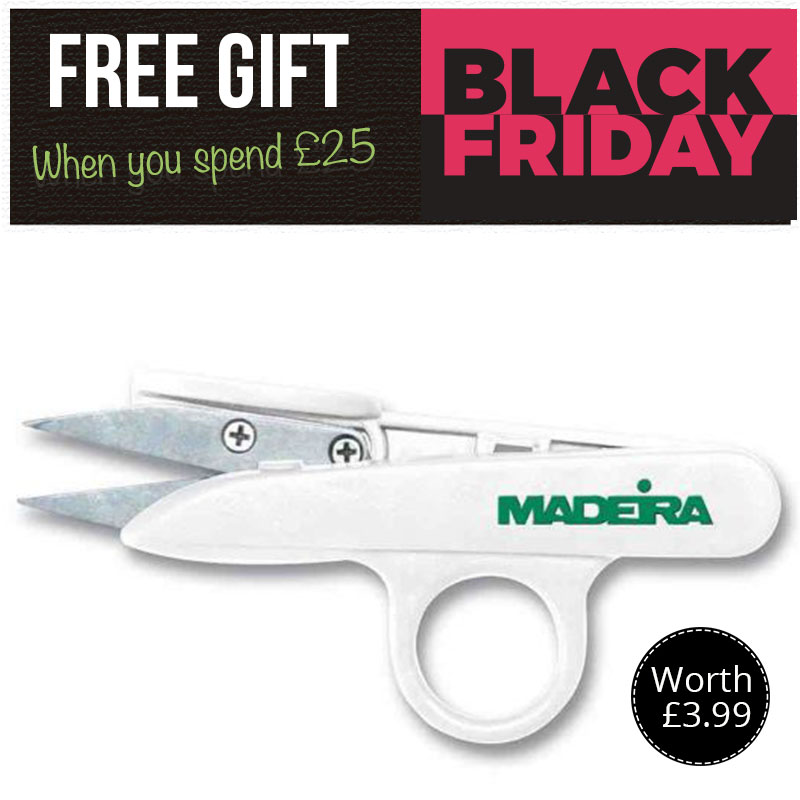 FREE GIFT
When you spend £25
BLACK
FRIDAY
MADEIRA
Worth
£3.99